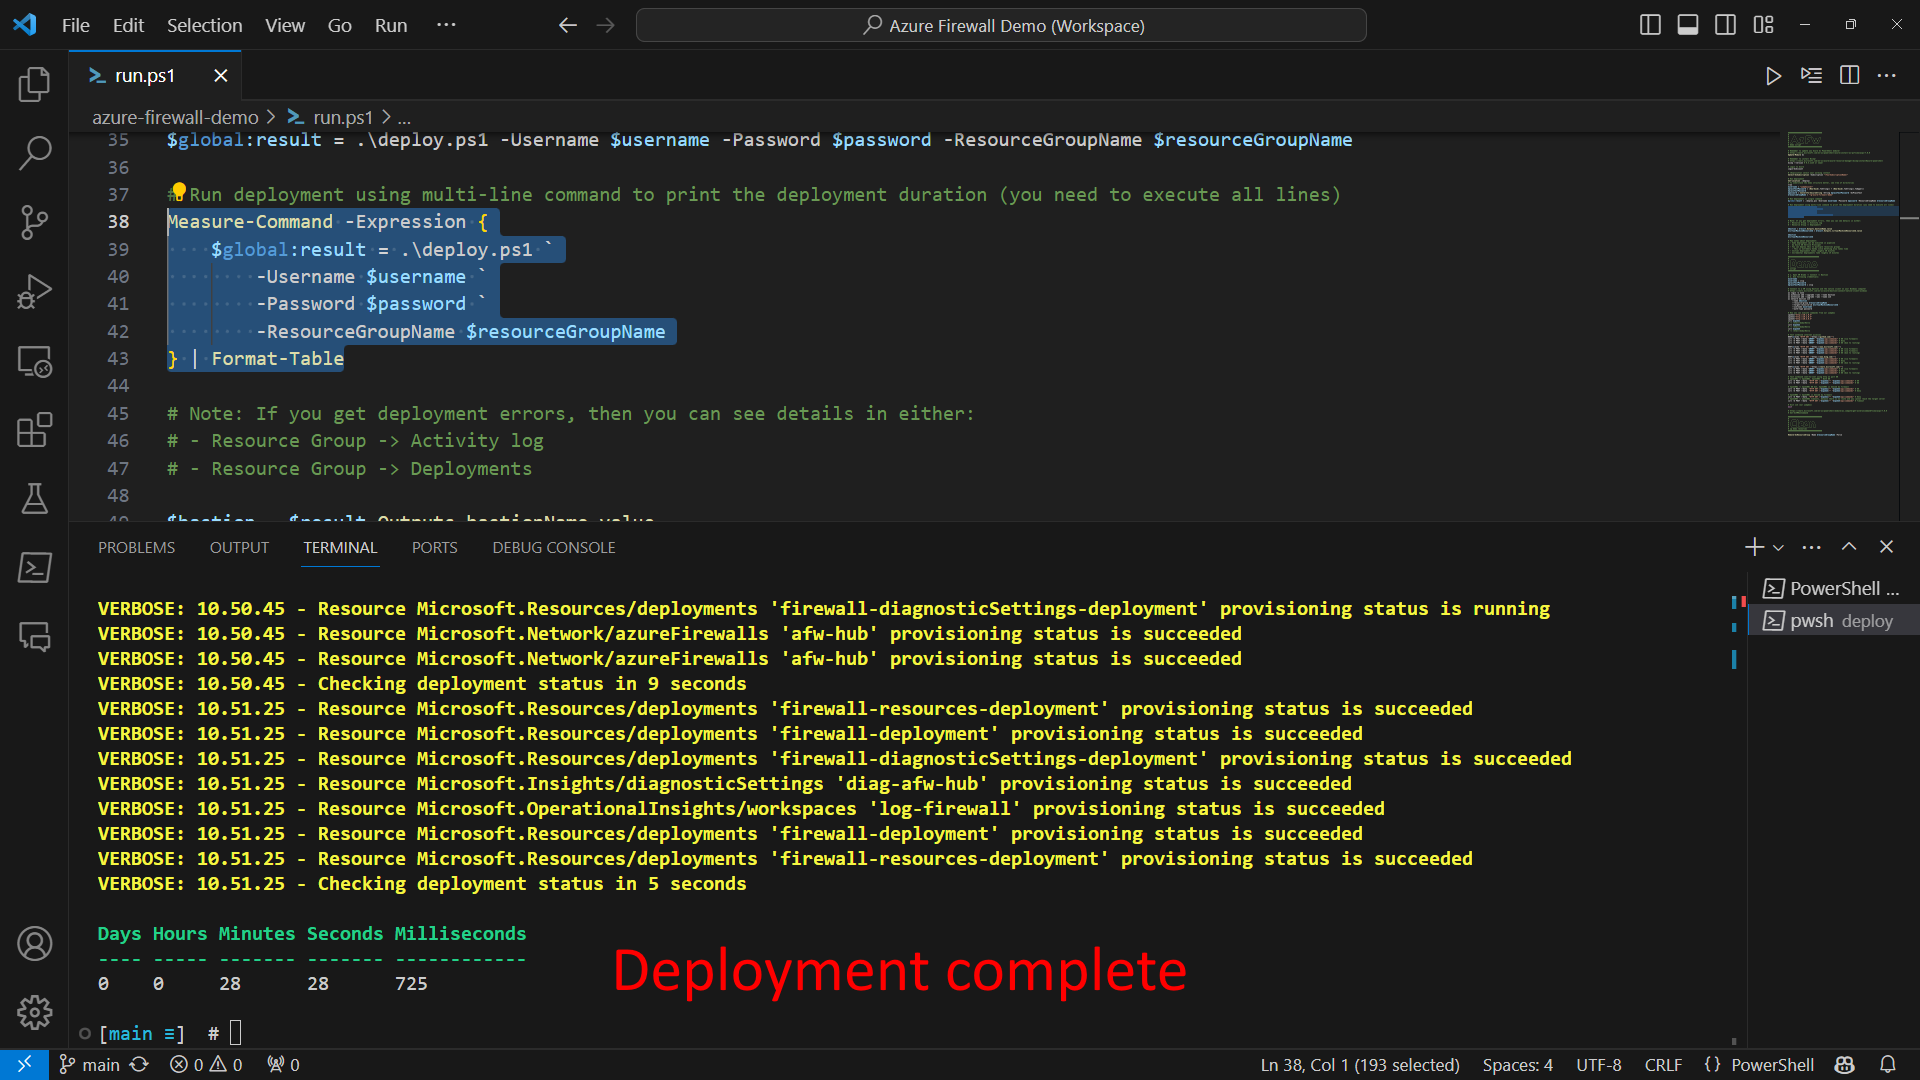 File Edit Selection View Go Run ···
Azure Firewall Demo (Workspace)
run.ps1
azure-firewall-demo > run.ps1 > ...
35 $global:result = .\deploy.ps1 -Username $username -Password $password -ResourceGroupName $resourceGroupName
36
37 # Run deployment using multi-line command to print the deployment duration (you need to execute all lines)
38 Measure-Command -Expression {
39 $global:result = .\deploy.ps1 `
40 -Username $username `
41 -Password $password `
42 -ResourceGroupName $resourceGroupName
43 } | Format-Table
44
45 # Note: If you get deployment errors, then you can see details in either:
46 # - Resource Group -> Activity log
47 # - Resource Group -> Deployments
48
49 $bastion = $result.Outputs.bastionName.value
PROBLEMS OUTPUT TERMINAL PORTS DEBUG CONSOLE
PowerShell ...
pwsh deploy
VERBOSE: 10.50.45 - Resource Microsoft.Resources/deployments 'firewall-diagnosticSettings-deployment' provisioning status is running
VERBOSE: 10.50.45 - Resource Microsoft.Network/azureFirewalls 'afw-hub' provisioning status is succeeded
VERBOSE: 10.50.45 - Resource Microsoft.Network/azureFirewalls 'afw-hub' provisioning status is succeeded
VERBOSE: 10.50.45 - Checking deployment status in 9 seconds
VERBOSE: 10.51.25 - Resource Microsoft.Resources/deployments 'firewall-resources-deployment' provisioning status is succeeded
VERBOSE: 10.51.25 - Resource Microsoft.Resources/deployments 'firewall-deployment' provisioning status is succeeded
VERBOSE: 10.51.25 - Resource Microsoft.Resources/deployments 'firewall-diagnosticSettings-deployment' provisioning status is succeeded
VERBOSE: 10.51.25 - Resource Microsoft.Insights/diagnosticSettings 'diag-afw-hub' provisioning status is succeeded
VERBOSE: 10.51.25 - Resource Microsoft.OperationalInsights/workspaces 'log-firewall' provisioning status is succeeded
VERBOSE: 10.51.25 - Resource Microsoft.Resources/deployments 'firewall-deployment' provisioning status is succeeded
VERBOSE: 10.51.25 - Resource Microsoft.Resources/deployments 'firewall-resources-deployment' provisioning status is succeeded
VERBOSE: 10.51.25 - Checking deployment status in 5 seconds
Days Hours Minutes Seconds Milliseconds
---- ----- ------- ------- ------------
0 0 28 28 725
Deployment complete
[main ≡] #
main 0 0 0
Ln 38, Col 1 (193 selected) Spaces: 4 UTF-8 CRLF {} PowerShell